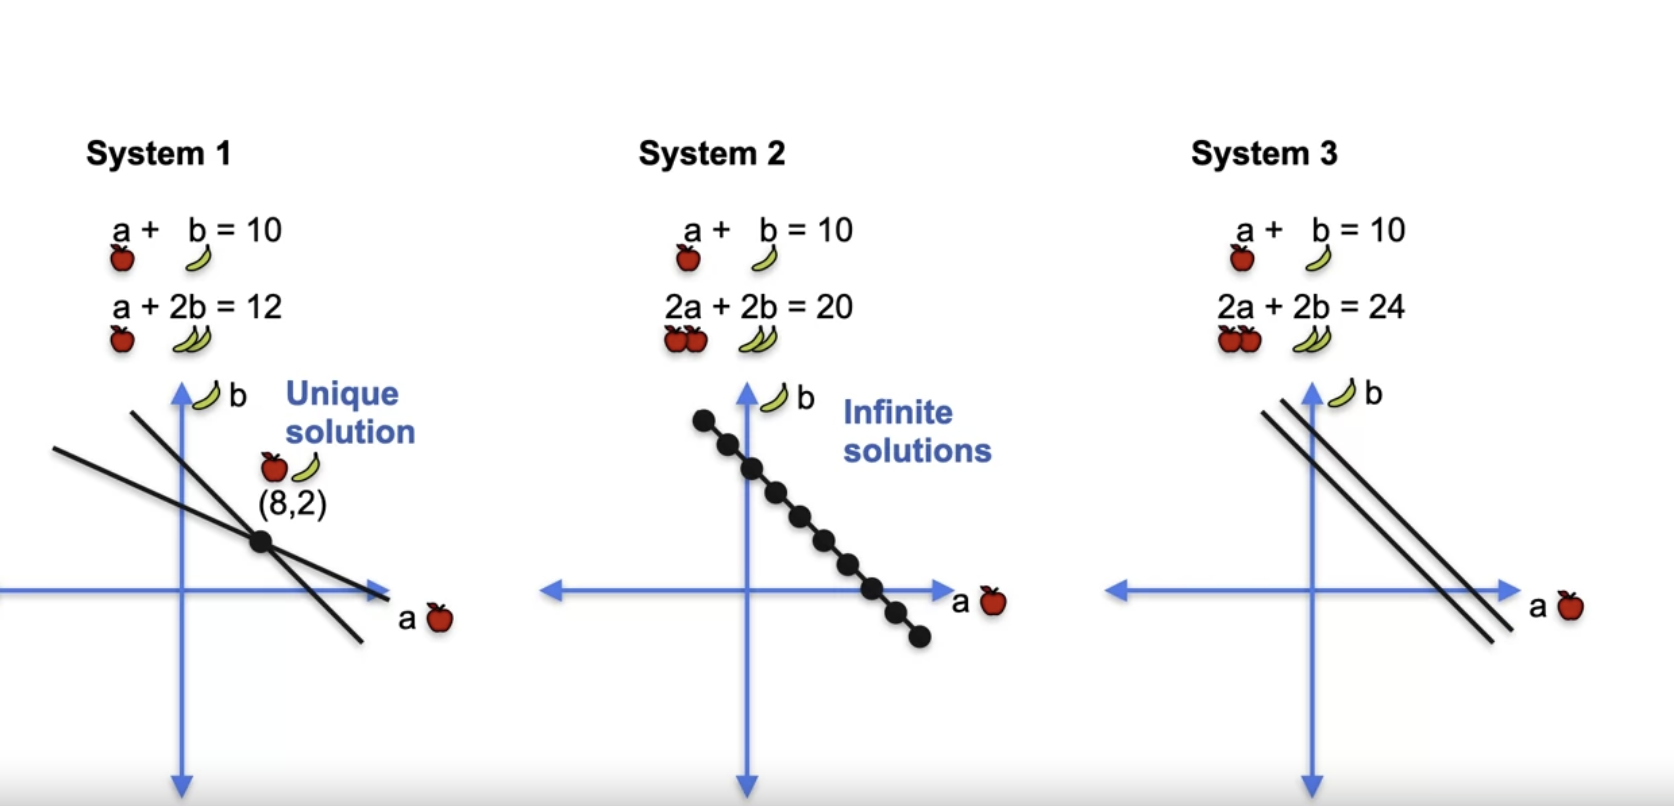 System 1
a + b = 10
a + 2b = 12
b
Unique
solution
(8,2)
a
System 2
a + b = 10
2a + 2b = 20
b
Infinite
solutions
a
System 3
a + b = 10
2a + 2b = 24
b
a